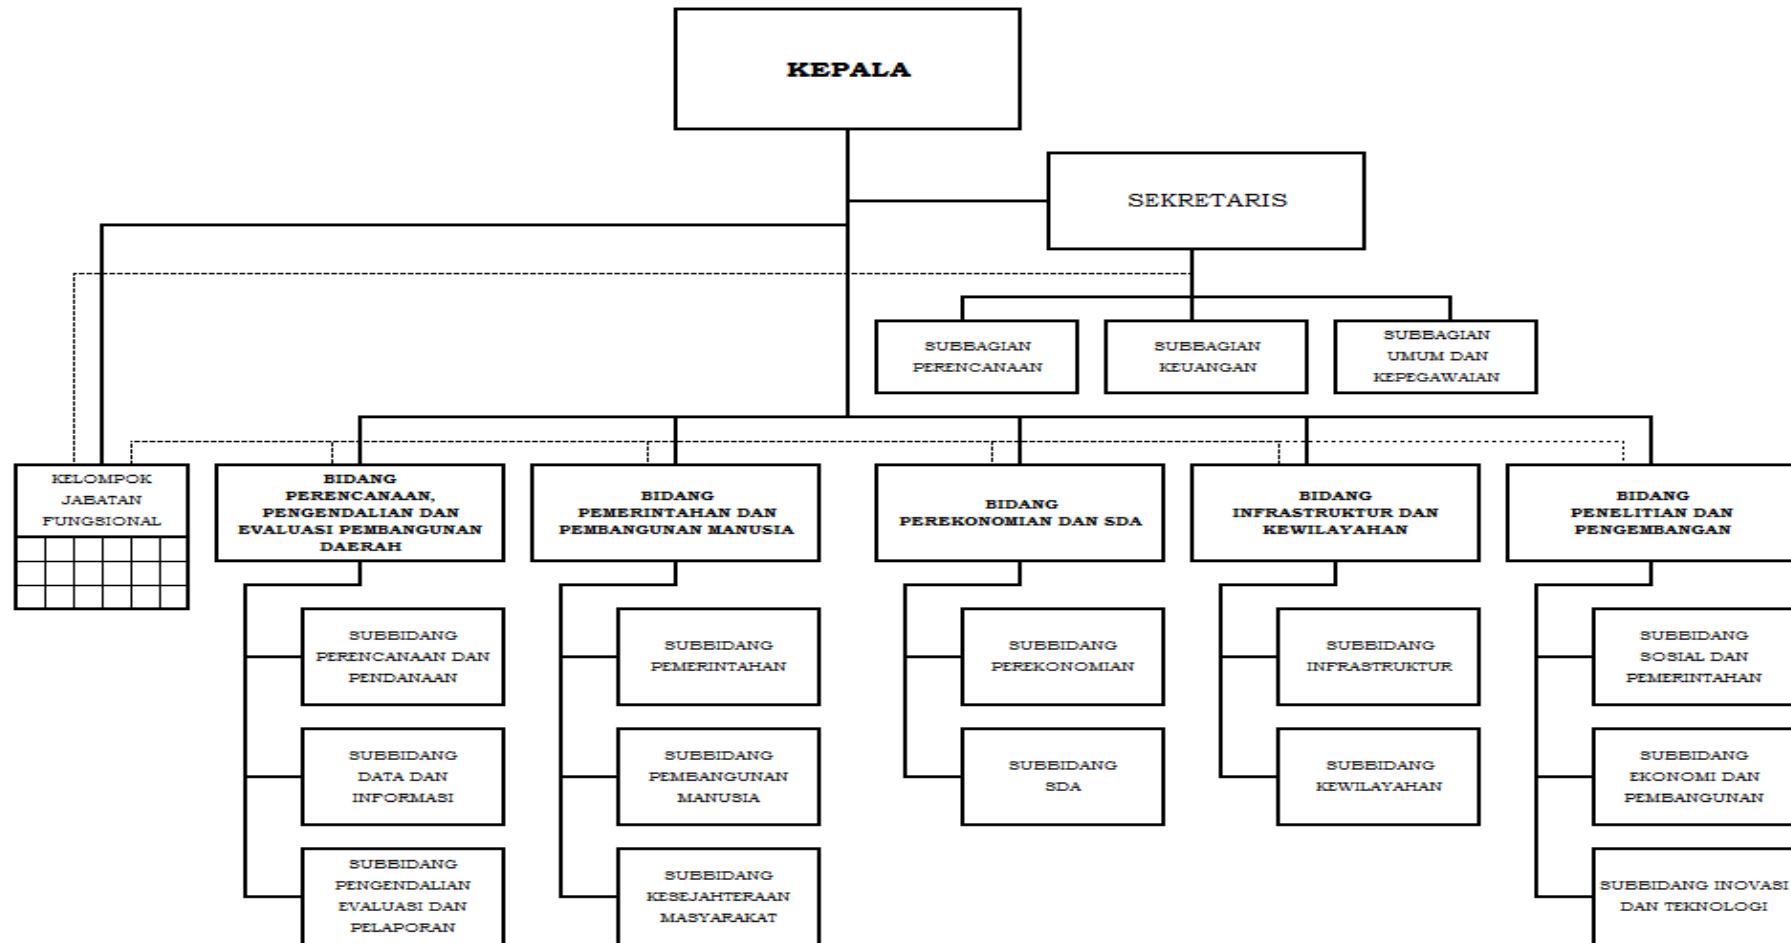 KEPALA
SEKRETARIS
SUBBAGIAN
PERENCANAAN
SUBBAGIAN
KEUANGAN
SUBBAGIAN
UMUM DAN
KEPEGAWAIAN
KELOMPOK
JABATAN
FUNGSIONAL
BIDANG
PERENCANAAN,
PENGENDALIAN DAN
EVALUASI PEMBANGUNAN
DAERAH
BIDANG
PEMERINTAHAN DAN
PEMBANGUNAN MANUSIA
BIDANG
PEREKONOMIAN DAN SDA
BIDANG
INFRASTRUKTUR DAN
KEWILAYAHAN
BIDANG
PENELITIAN DAN
PENGEMBANGAN
SUBBIDANG
PERENCANAAN DAN
PENDANAAN
SUBBIDANG
PEMERINTAHAN
SUBBIDANG
PEREKONOMIAN
SUBBIDANG
INFRASTRUKTUR
SUBBIDANG
SOSIAL DAN
PEMERINTAHAN
SUBBIDANG
DATA DAN
INFORMASI
SUBBIDANG
PEMBANGUNAN
MANUSIA
SUBBIDANG
SDA
SUBBIDANG
KEWILAYAHAN
SUBBIDANG
EKONOMI DAN
PEMBANGUNAN
SUBBIDANG
PENGENDALIAN
EVALUASI DAN
PELAPORAN
SUBBIDANG
KESEJAHTERAAN
MASYARAKAT
SUBBIDANG INOVASI
DAN TEKNOLOGI